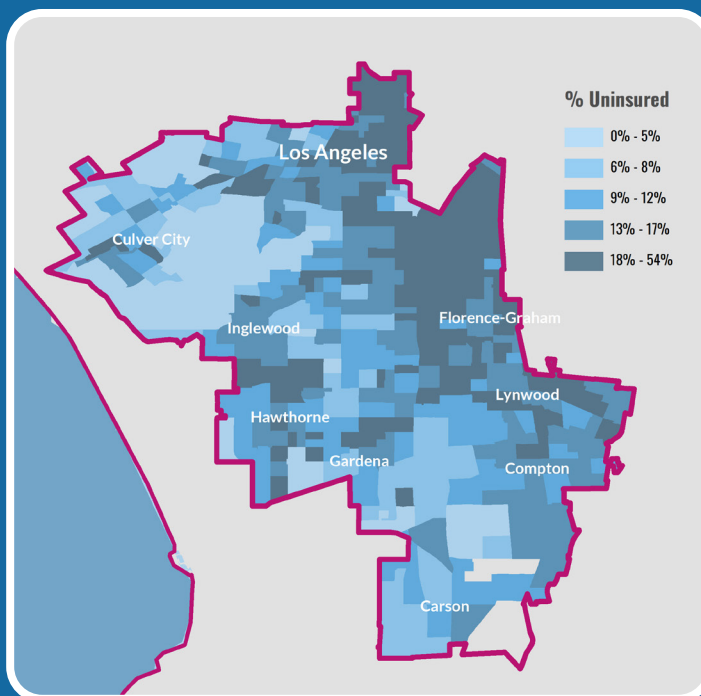 % Uninsured
0% - 5%
6% - 8%
9% - 12%
13% - 17%
18% - 54%
Los Angeles
Culver City
Inglewood
Florence-Graham
Lynwood
Hawthorne
Gardena
Compton
Carson